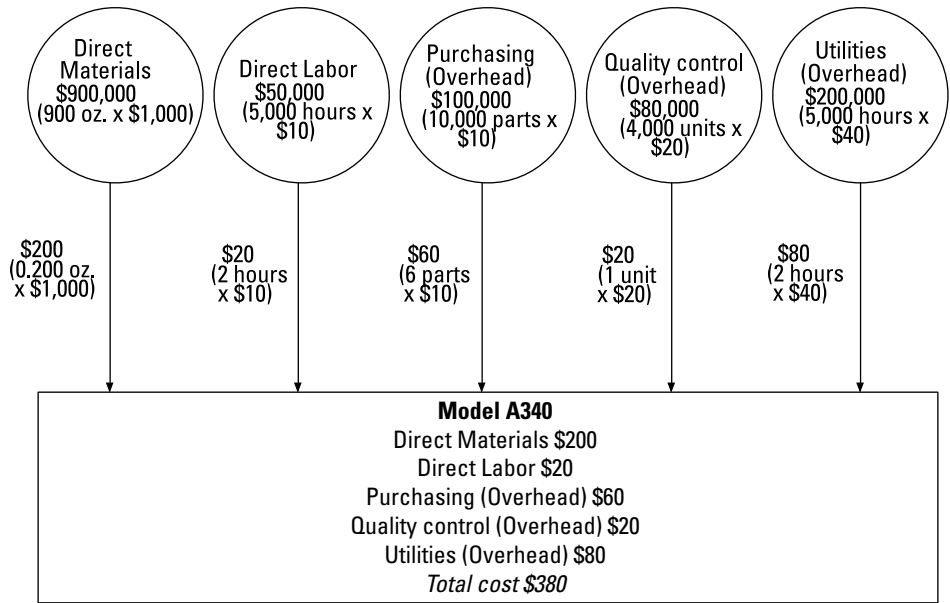 Direct
Materials
$900,000
(900 oz. x $1,000)
Direct Labor
$50,000
(5,000 hours x
$10)
Purchasing
(Overhead)
$100,000
(10,000 parts x
$10)
Quality control
(Overhead)
$80,000
(4,000 units x
$20)
Utilities
(Overhead)
$200,000
(5,000 hours x
$40)
$200
(0.200 oz.
x $1,000)
$20
(2 hours
x $10)
$60
(6 parts
x $10)
$20
(1 unit
x $20)
$80
(2 hours
x $40)
Model A340
Direct Materials $200
Direct Labor $20
Purchasing (Overhead) $60
Quality control (Overhead) $20
Utilities (Overhead) $80
Total cost $380